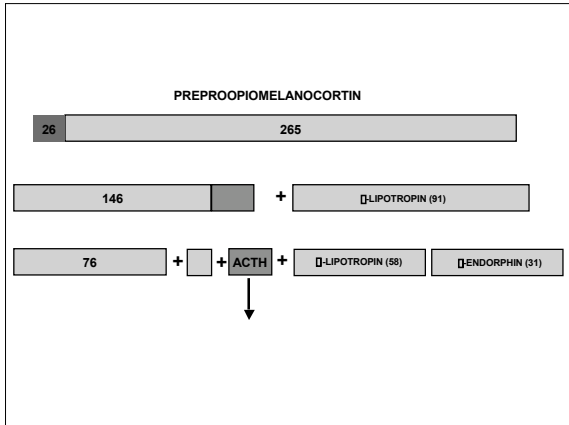 PREPROOPIOMELANOCORTIN
26 265
146 + ▯-LIPOTROPIN (91)
76 + + ACTH + ▯-LIPOTROPIN (58) ▯-ENDORPHIN (31)